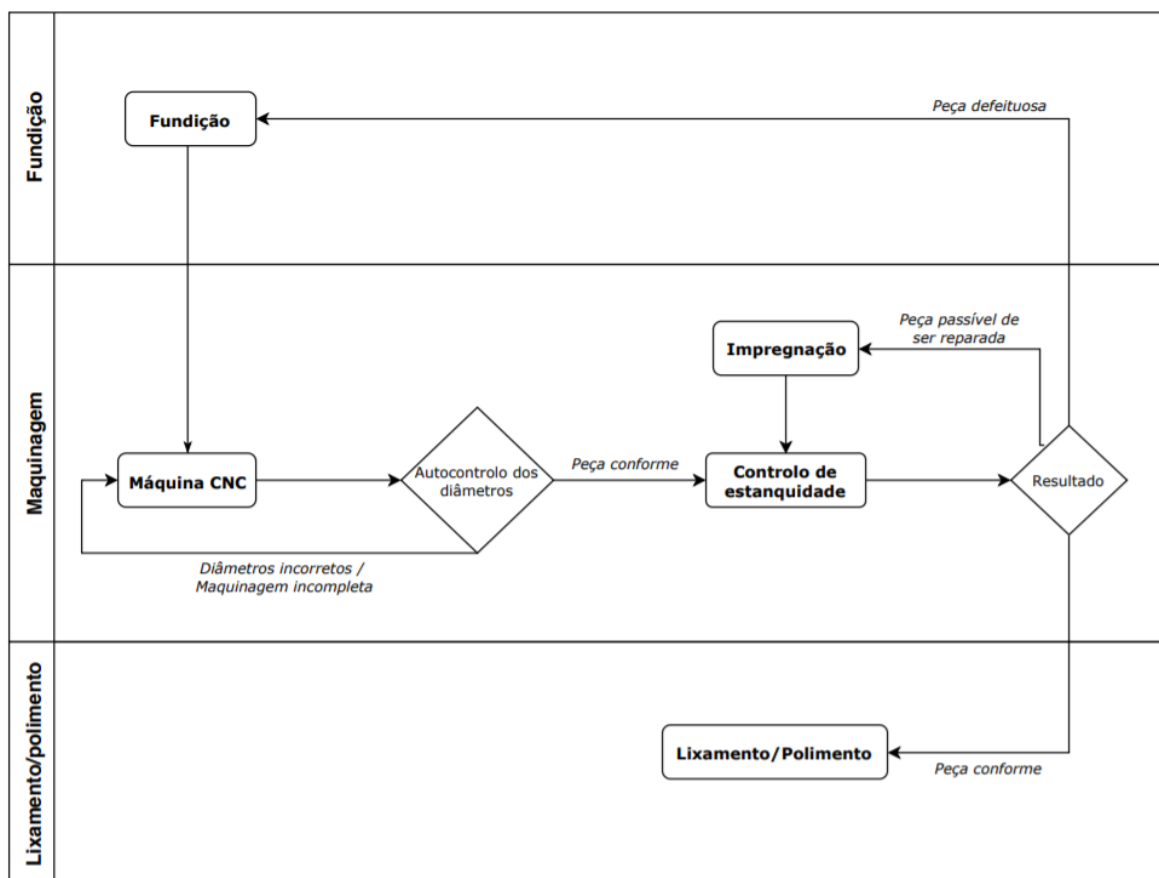 Fundição
Fundição
Peça defeituosa
Maquinagem
Impregnação
Peça passível de
ser reparada
Máquina CNC
Autocontrolo dos
diâmetros
Peça conforme
Controlo de
estanquidade
Resultado
Diâmetros incorretos /
Maquinagem incompleta
Lixamento/polimento
Lixamento/Polimento
Peça conforme